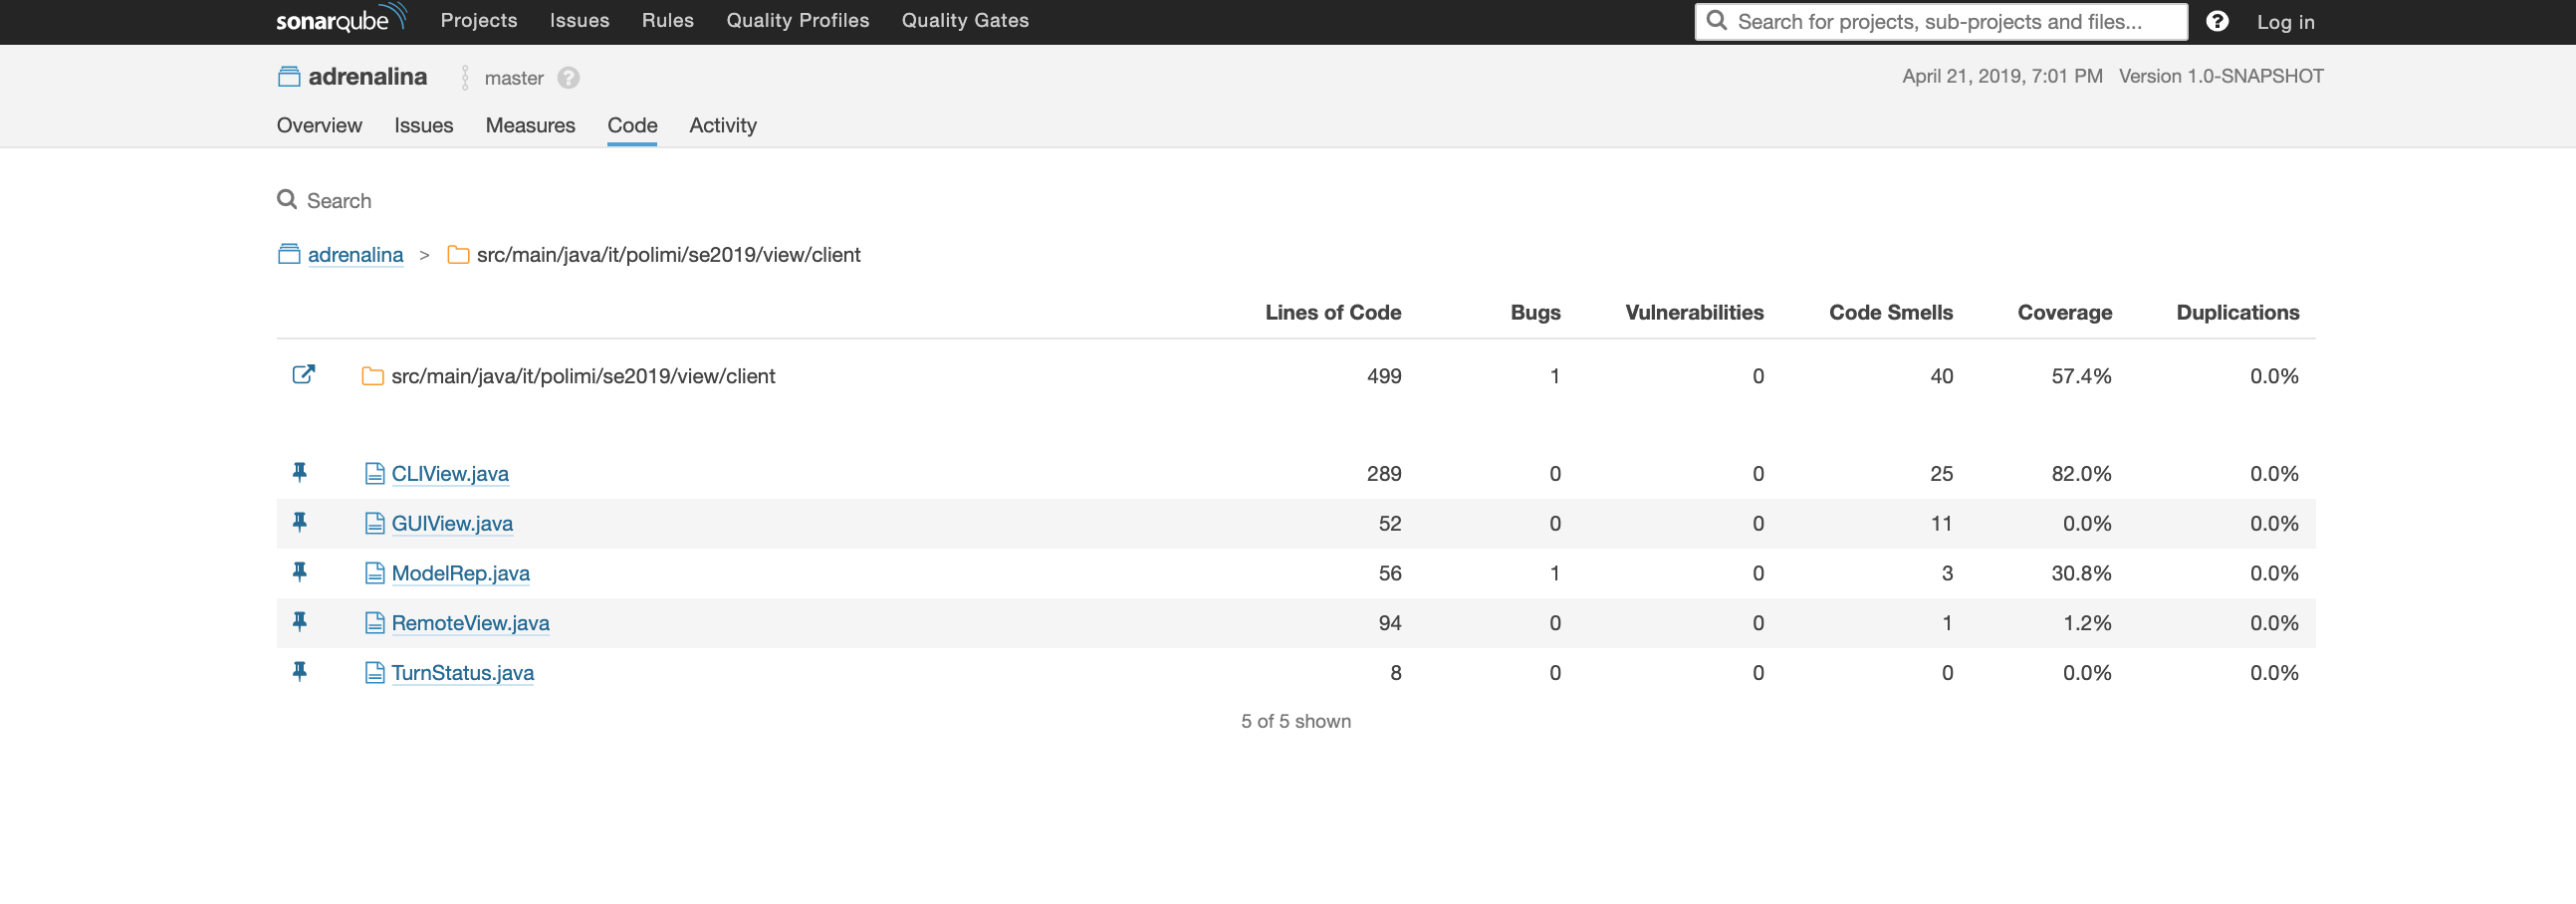 sonarqube Projects Issues Rules Quality Profiles Quality Gates Search for projects, sub-projects and files... ? Log in
adrenalina master ? April 21, 2019, 7:01 PM Version 1.0-SNAPSHOT
Overview Issues Measures Code Activity
Search
adrenalina > src/main/java/it/polimi/se2019/view/client
Lines of Code Bugs Vulnerabilities Code Smells Coverage Duplications
src/main/java/it/polimi/se2019/view/client 499 1 0 40 57.4% 0.0%
CLIView.java 289 0 0 25 82.0% 0.0%
GUIView.java 52 0 0 11 0.0% 0.0%
ModelRep.java 56 1 0 3 30.8% 0.0%
RemoteView.java 94 0 0 1 1.2% 0.0%
TurnStatus.java 8 0 0 0 0.0% 0.0%
5 of 5 shown